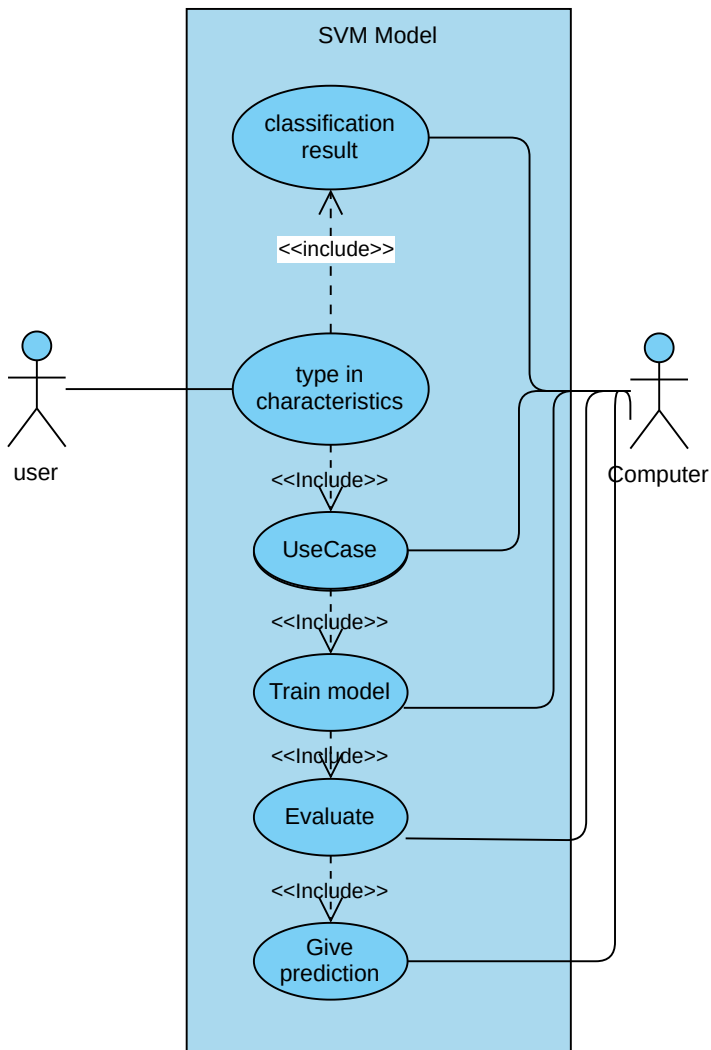 SVM Model
classification
result
<<include>>
type in
characteristics
user
Computer
<<Include>>
UseCase
<<Include>>
Train model
<<Include>>
Evaluate
<<Include>>
Give
prediction